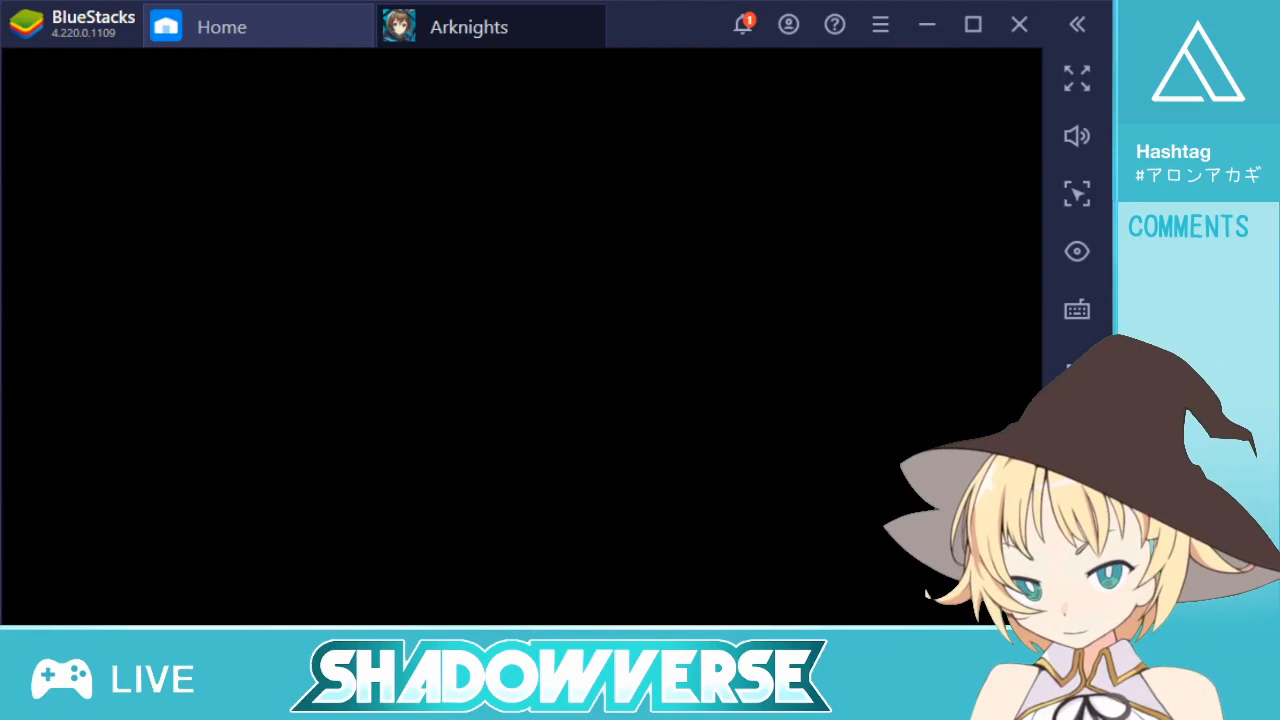 BlueStacks
4.220.0.1109
Home
Arknights
1
Hashtag
#アロンアカギ
COMMENTS
LIVE
SHADOWVERSE